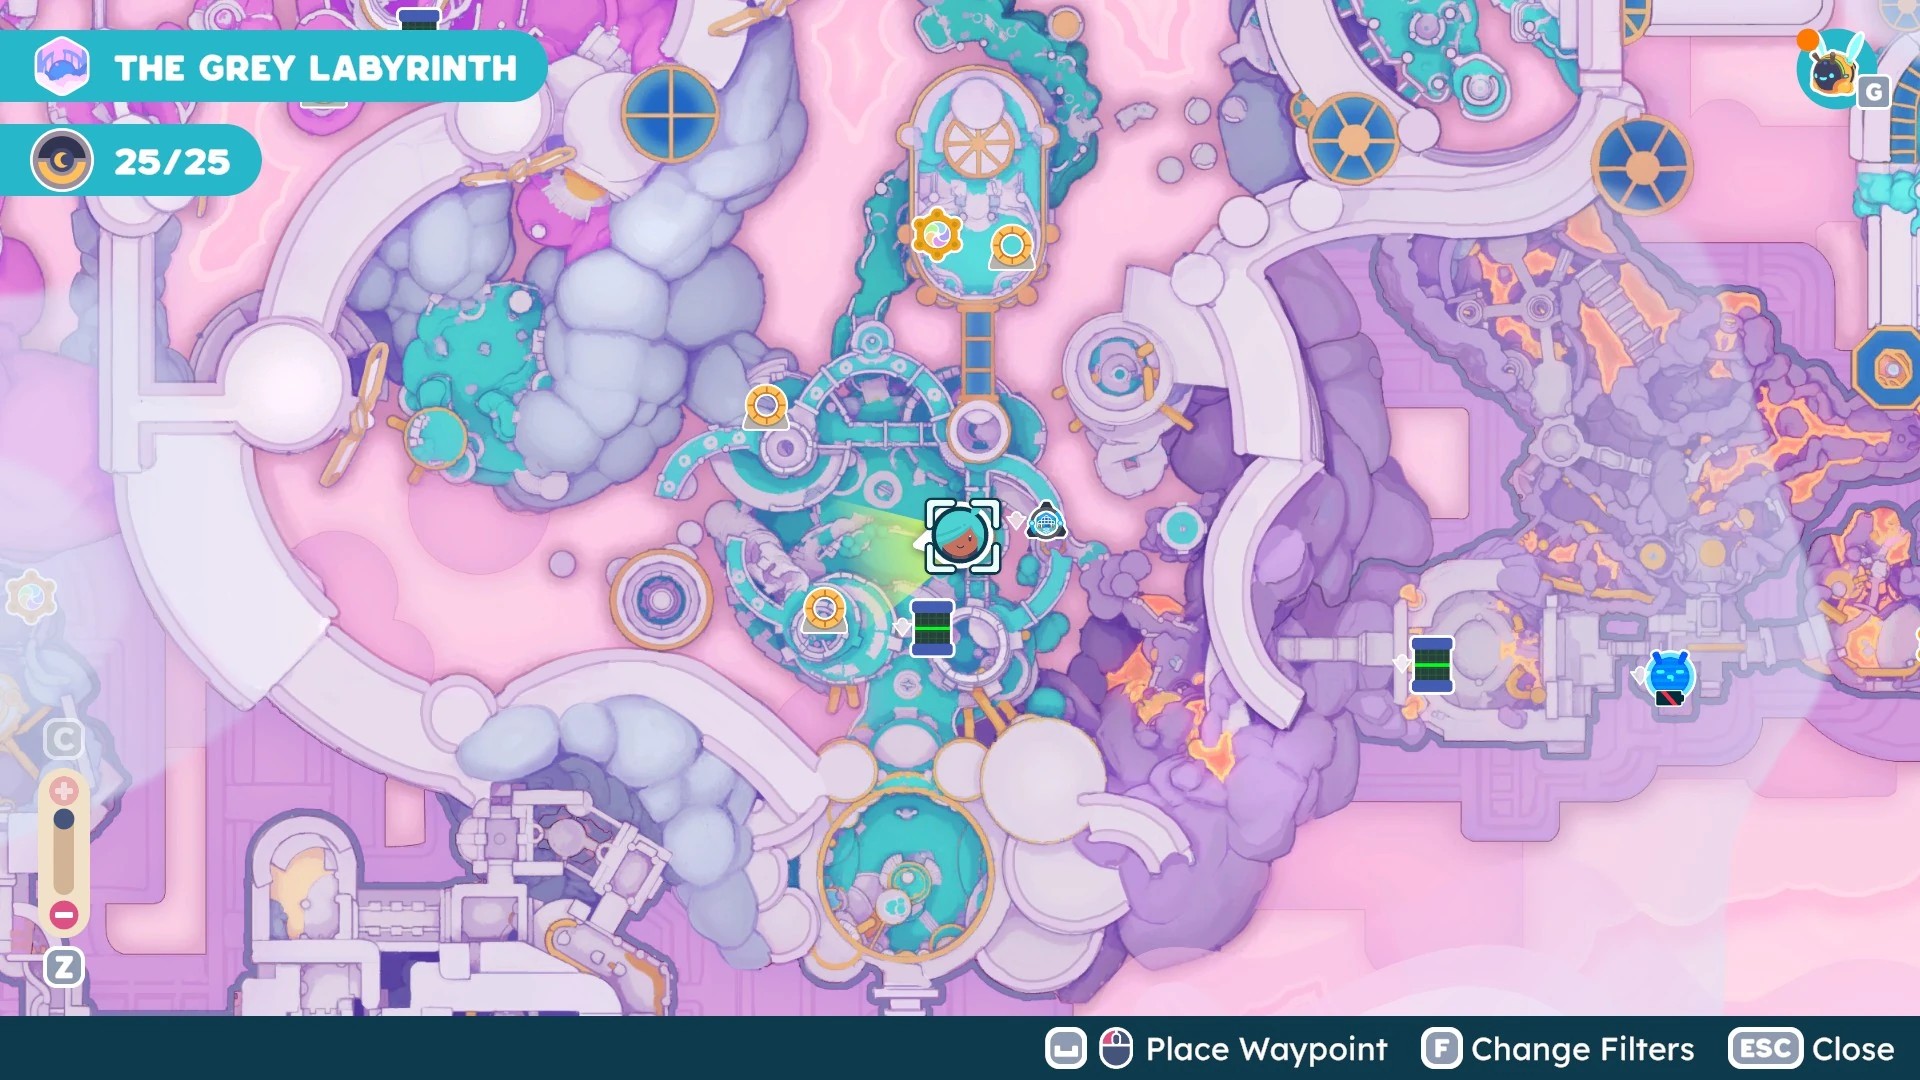 THE GREY LABYRINTH
G
25/25
C
Z
Place Waypoint
F Change Filters
ESC Close